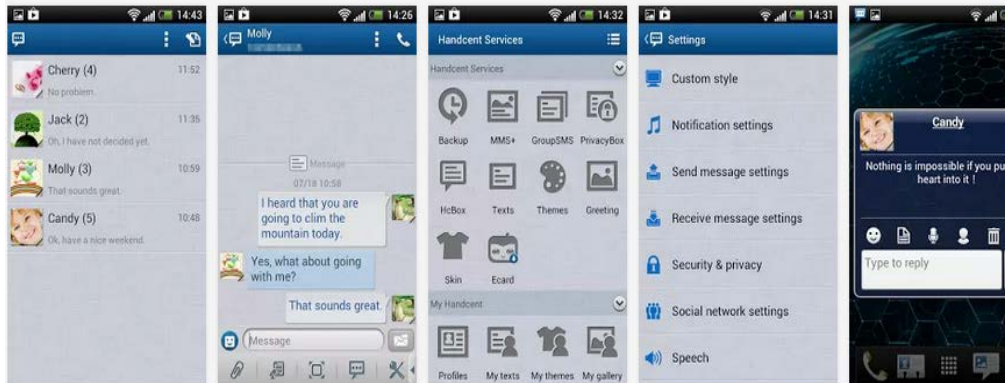 14:43
Cherry (4)
11:52
No problem.
Jack (2)
11:35
Oh, I have not decided yet.
Molly (3)
10:59
That sounds great.
Candy (5)
10:48
Ok, have a nice weekend.
14:26
Molly
Message
07/18 10:58
I heard that you are
going to clim the
mountain today.
Yes, what about going
with me?
That sounds great.
Message
14:32
Handcent Services
Handcent Services
Backup
MMS+
GroupSMS
PrivacyBox
HcBox
Texts
Themes
Greeting
Skin
Ecard
My Handcent
Profiles
My texts
My themes
My gallery
14:31
Settings
Custom style
Notification settings
Send message settings
Receive message settings
Security & privacy
Social network settings
Speech
Candy
Nothing is impossible if you pu
heart into it !
Type to reply